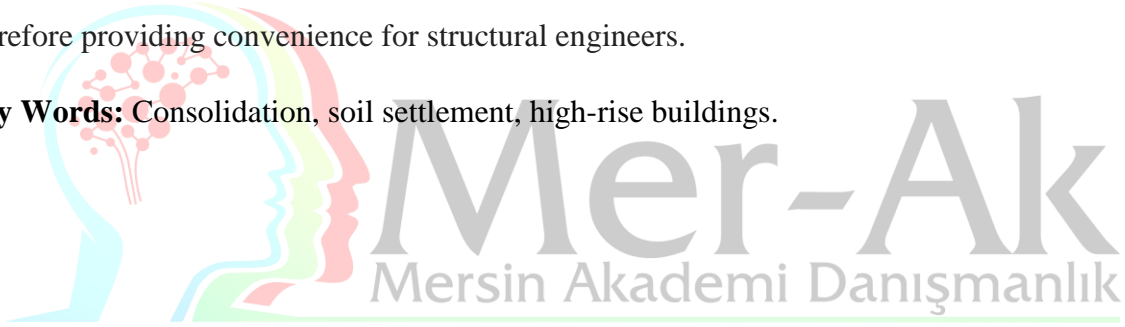 refore providing convenience for structural engineers.
y Words: Consolidation, soil settlement, high-rise buildings.
Mer-Ak
Mersin Akademi Danışmanlık